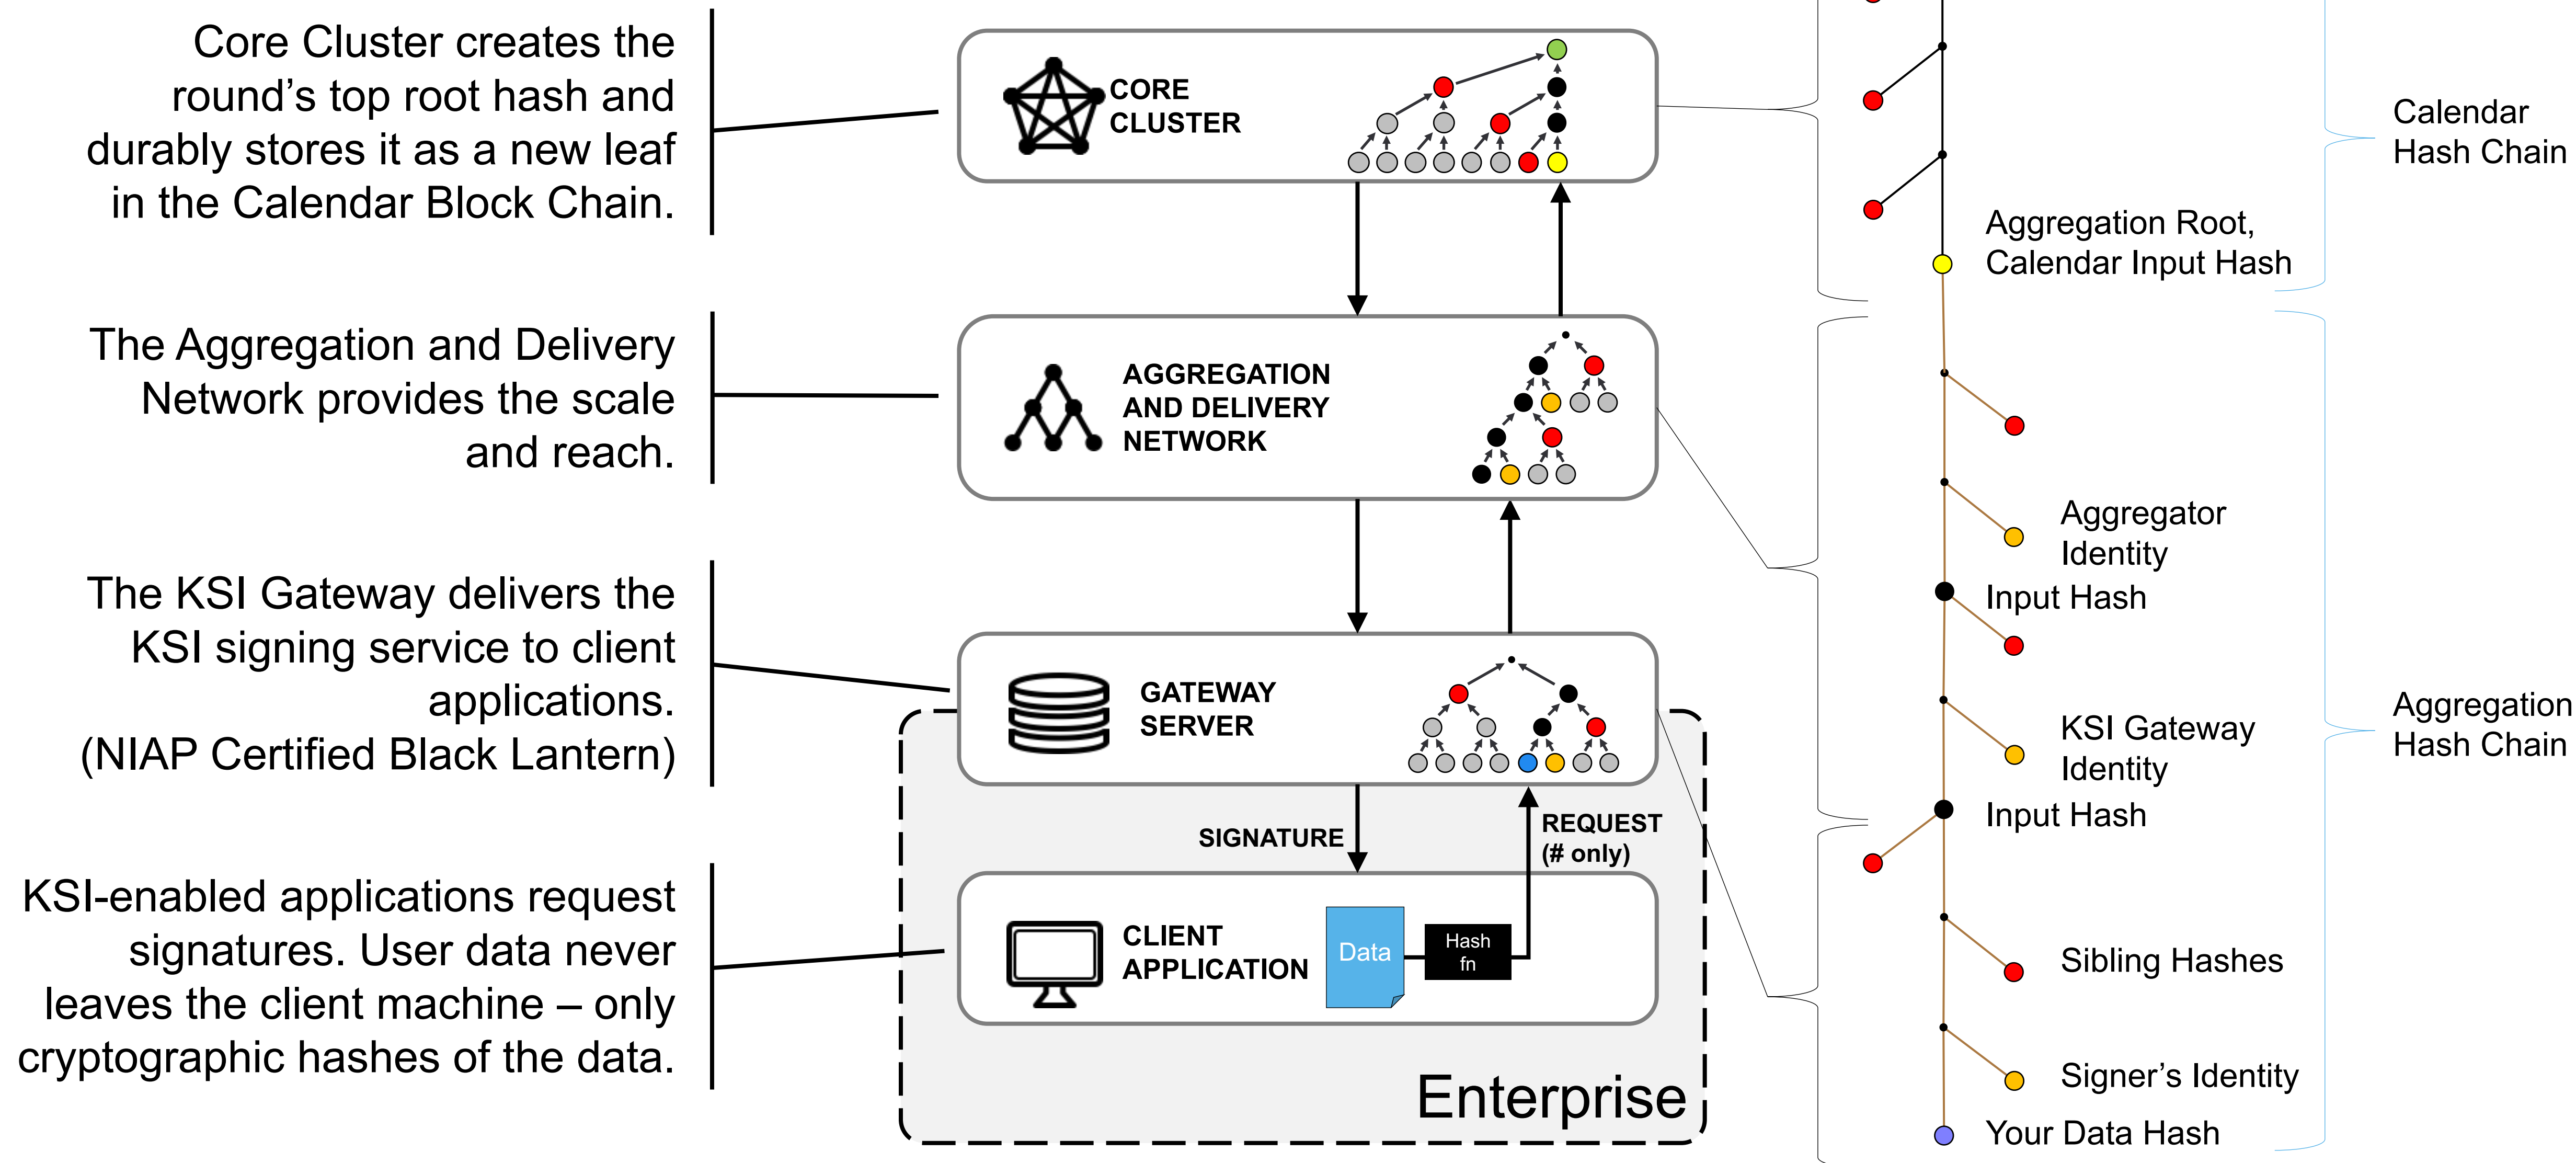 Core Cluster creates the
round’s top root hash and
durably stores it as a new leaf
in the Calendar Block Chain.
The Aggregation and Delivery
Network provides the scale
and reach.
The KSI Gateway delivers the
KSI signing service to client
applications.
(NIAP Certified Black Lantern)
KSI-enabled applications request
signatures. User data never
leaves the client machine – only
cryptographic hashes of the data.
CORE
CLUSTER
AGGREGATION
AND DELIVERY
NETWORK
GATEWAY
SERVER
SIGNATURE
REQUEST
(# only)
CLIENT
APPLICATION
Data
Hash
fn
Enterprise
Aggregation Root,
Calendar Input Hash
Aggregator
Identity
Input Hash
KSI Gateway
Identity
Input Hash
Sibling Hashes
Signer’s Identity
Your Data Hash
Calendar
Hash Chain
Aggregation
Hash Chain